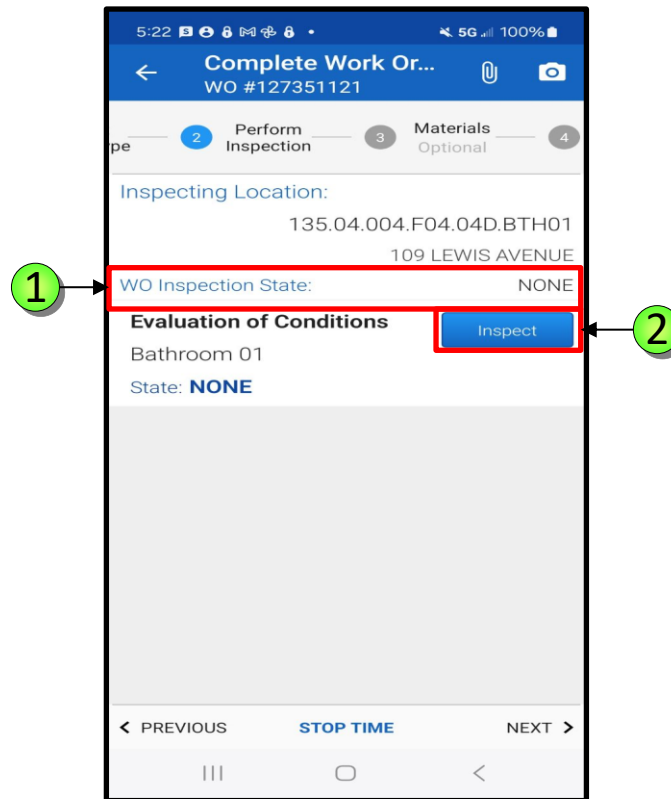 5:22 5G 100%
Complete Work Or...
WO #127351121
pe 2 Perform Inspection 3 Materials Optional 4
Inspecting Location:
135.04.004.F04.04D.BTH01
109 LEWIS AVENUE
1 WO Inspection State: NONE
Evaluation of Conditions Inspect 2
Bathroom 01
State: NONE
PREVIOUS STOP TIME NEXT